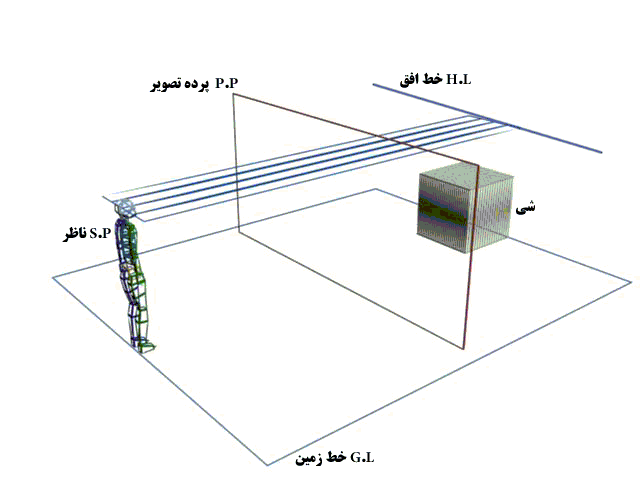 H.L خط افق
P.P پرده تصویر
شی
S.P ناظر
G.L خط زمین